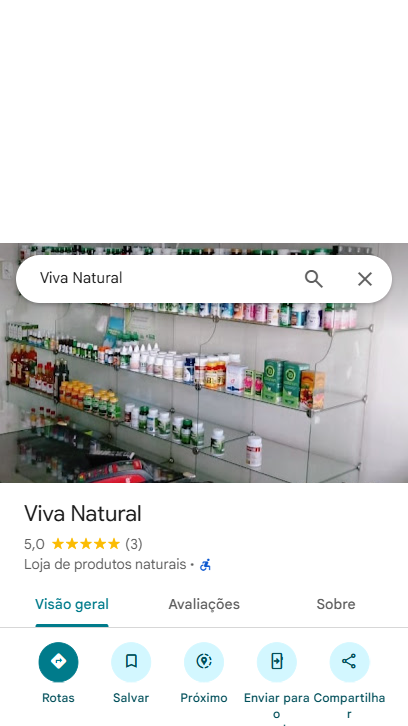 Viva Natural
Viva Natural
5,0 (3)
Loja de produtos naturais ·
Visão geral Avaliações Sobre
Rotas Salvar Próximo Enviar para Compartilha
o r